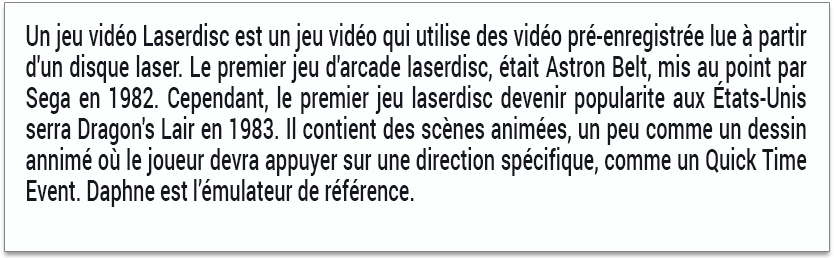 Un jeu vidéo Laserdisc est un jeu vidéo qui utilise des vidéo pré-enregistrée lue à partir
d'un disque laser. Le premier jeu d'arcade laserdisc, était Astron Belt, mis au point par
Sega en 1982. Cependant, le premier jeu laserdisc devenir popularite aux États-Unis
serra Dragon's Lair en 1983. Il contient des scènes animées, un peu comme un dessin
annimé où le joueur devra appuyer sur une direction spécifique, comme un Quick Time
Event. Daphne est l’émulateur de référence.